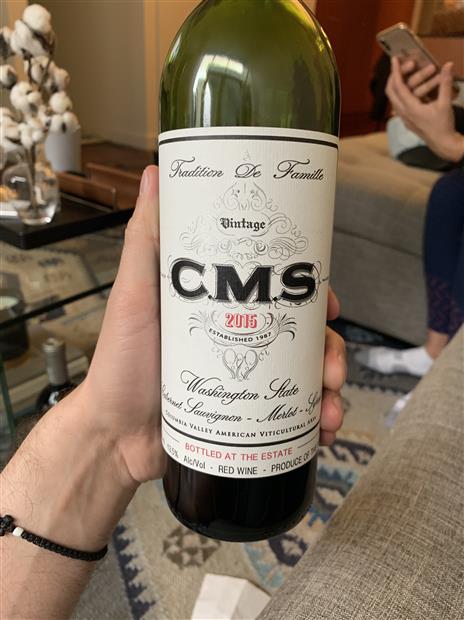 Tradition De Famille
Vintage
C.M.S
2015
ESTABLISHED 1987
Washington State
Cabernet Sauvignon - Merlot -
COLUMBIA VALLEY AMERICAN VITICULTURAL AREA
BOTTLED AT THE ESTATE
Alc/Vol - RED WINE - PRODUCE OF